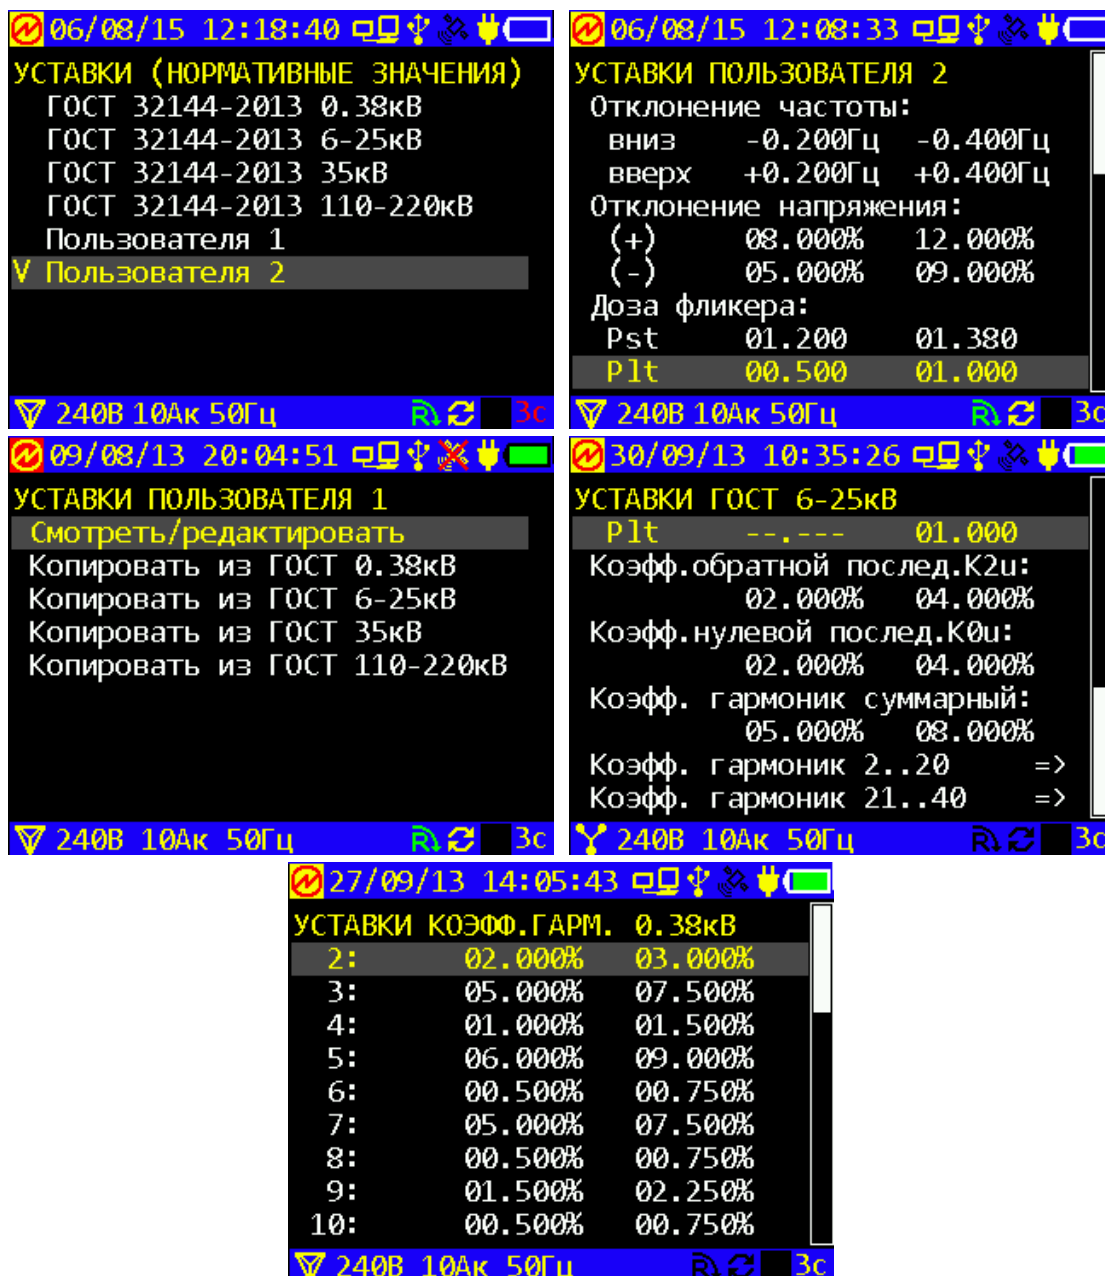 06/08/15 12:18:40
УСТАВКИ (НОРМАТИВНЫЕ ЗНАЧЕНИЯ)
ГОСТ 32144-2013 0.38кВ
ГОСТ 32144-2013 6-25кВ
ГОСТ 32144-2013 35кВ
ГОСТ 32144-2013 110-220кВ
Пользователя 1
V Пользователя 2
240В 10Ак 50Гц R 3с
06/08/15 12:08:33
УСТАВКИ ПОЛЬЗОВАТЕЛЯ 2
Отклонение частоты:
вниз -0.200Гц -0.400Гц
вверх +0.200Гц +0.400Гц
Отклонение напряжения:
(+) 08.000% 12.000%
(-) 05.000% 09.000%
Доза фликера:
Pst 01.200 01.380
Plt 00.500 01.000
240В 10Ак 50Гц R 3с
09/08/13 20:04:51
УСТАВКИ ПОЛЬЗОВАТЕЛЯ 1
Смотреть/редактировать
Копировать из ГОСТ 0.38кВ
Копировать из ГОСТ 6-25кВ
Копировать из ГОСТ 35кВ
Копировать из ГОСТ 110-220кВ
240В 10Ак 50Гц R 3с
30/09/13 10:35:26
УСТАВКИ ГОСТ 6-25кВ
Plt --.--- 01.000
Коэфф.обратной послед.K2u:
02.000% 04.000%
Коэфф.нулевой послед.K0u:
02.000% 04.000%
Коэфф. гармоник суммарный:
05.000% 08.000%
Коэфф. гармоник 2..20 =>
Коэфф. гармоник 21..40 =>
240В 10Ак 50Гц R 3с
27/09/13 14:05:43
УСТАВКИ КОЭФФ.ГАРМ. 0.38кВ
2: 02.000% 03.000%
3: 05.000% 07.500%
4: 01.000% 01.500%
5: 06.000% 09.000%
6: 00.500% 00.750%
7: 05.000% 07.500%
8: 00.500% 00.750%
9: 01.500% 02.250%
10: 00.500% 00.750%
240В 10Ак 50Гц R 3с